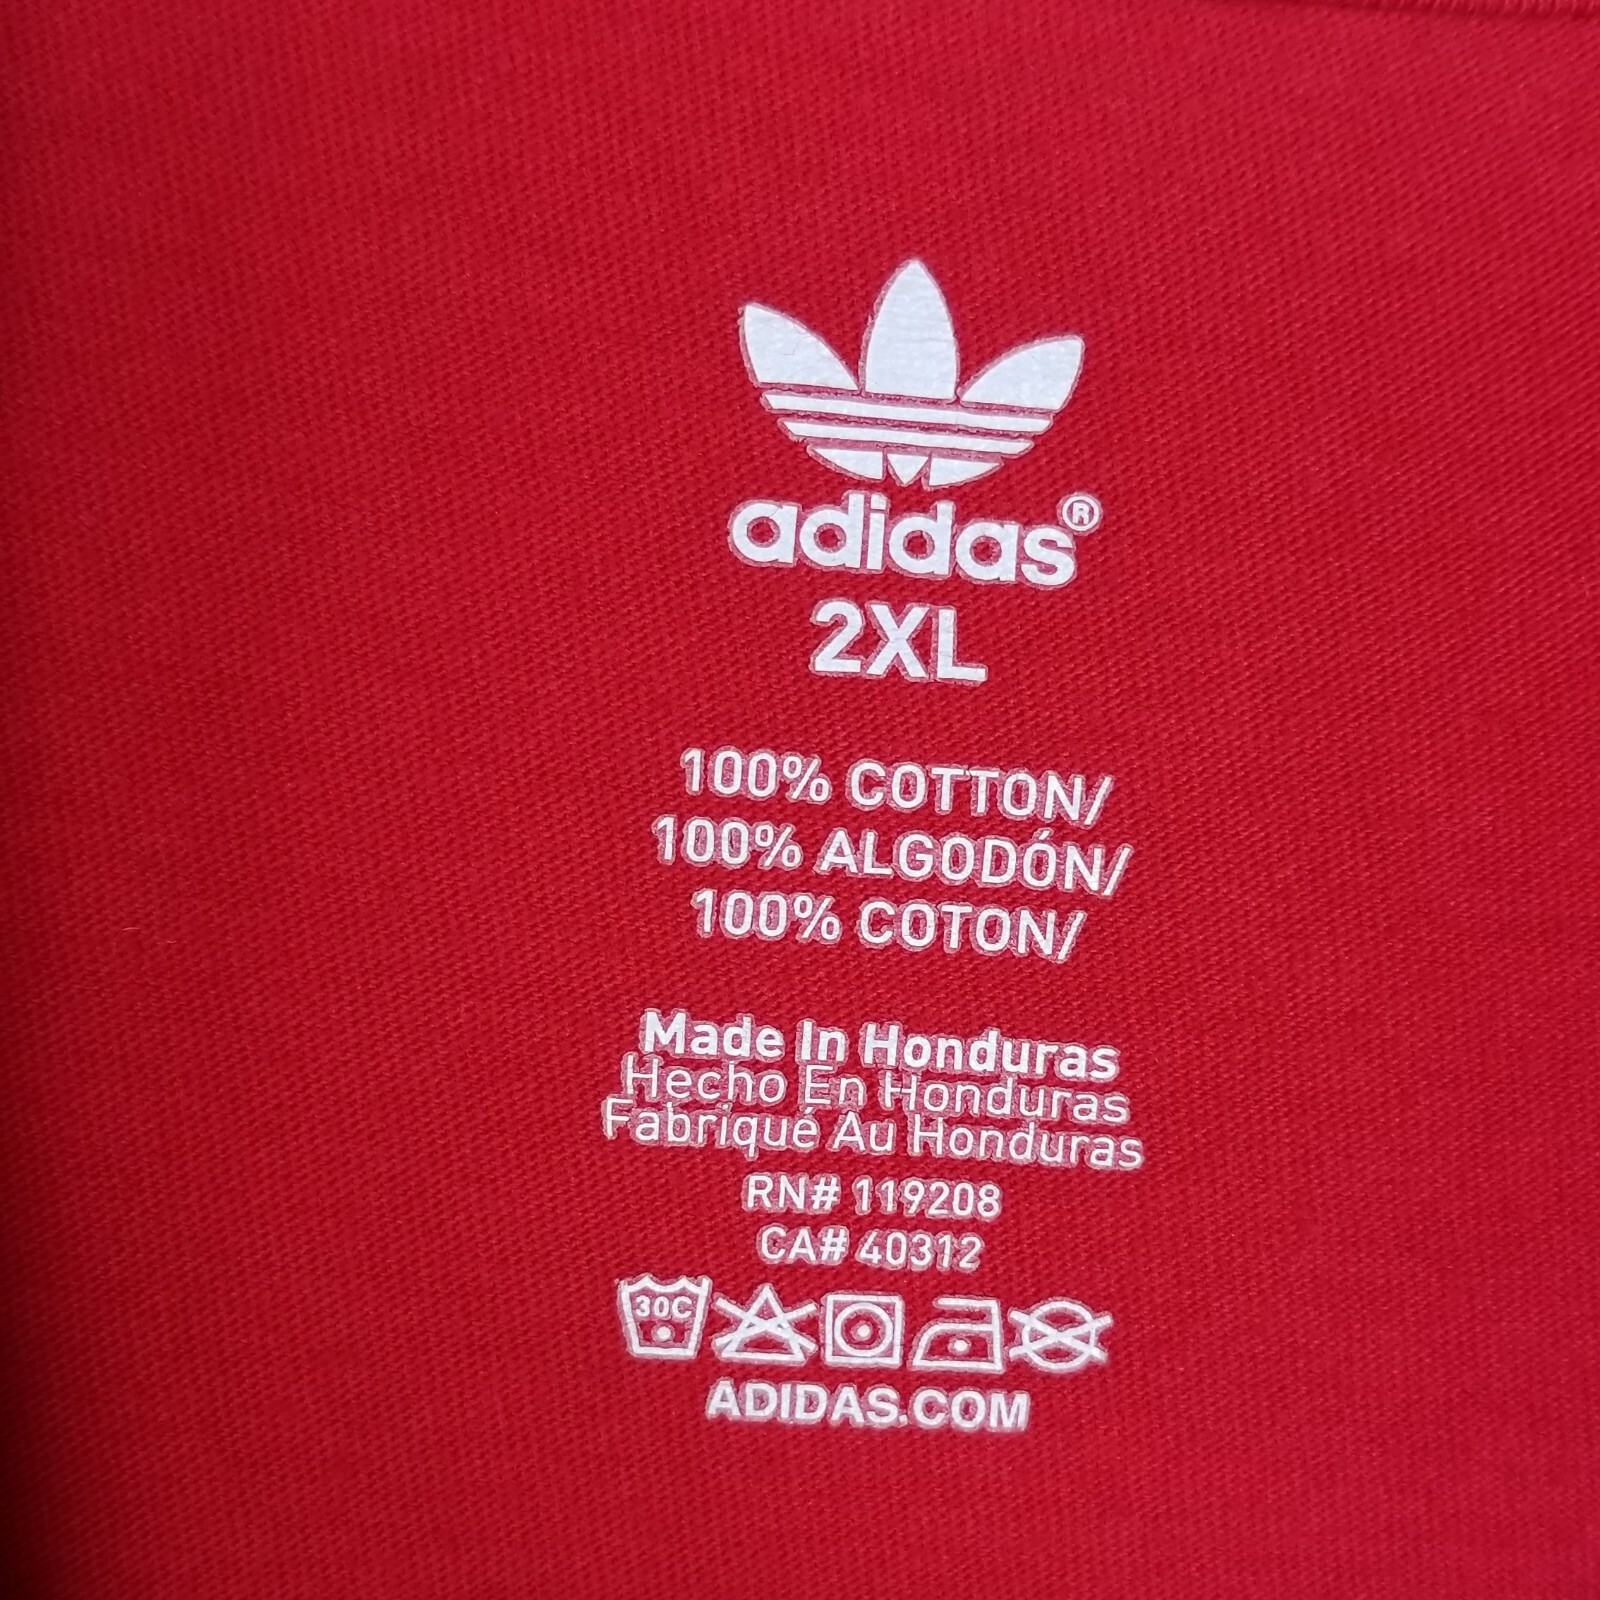 adidas®
2XL
100% COTTON/
100% ALGODÓN/
100% COTON/
Made In Honduras
Hecho En Honduras
Fabriqué Au Honduras
RN# 119208
CA# 40312
30C
ADIDAS.COM